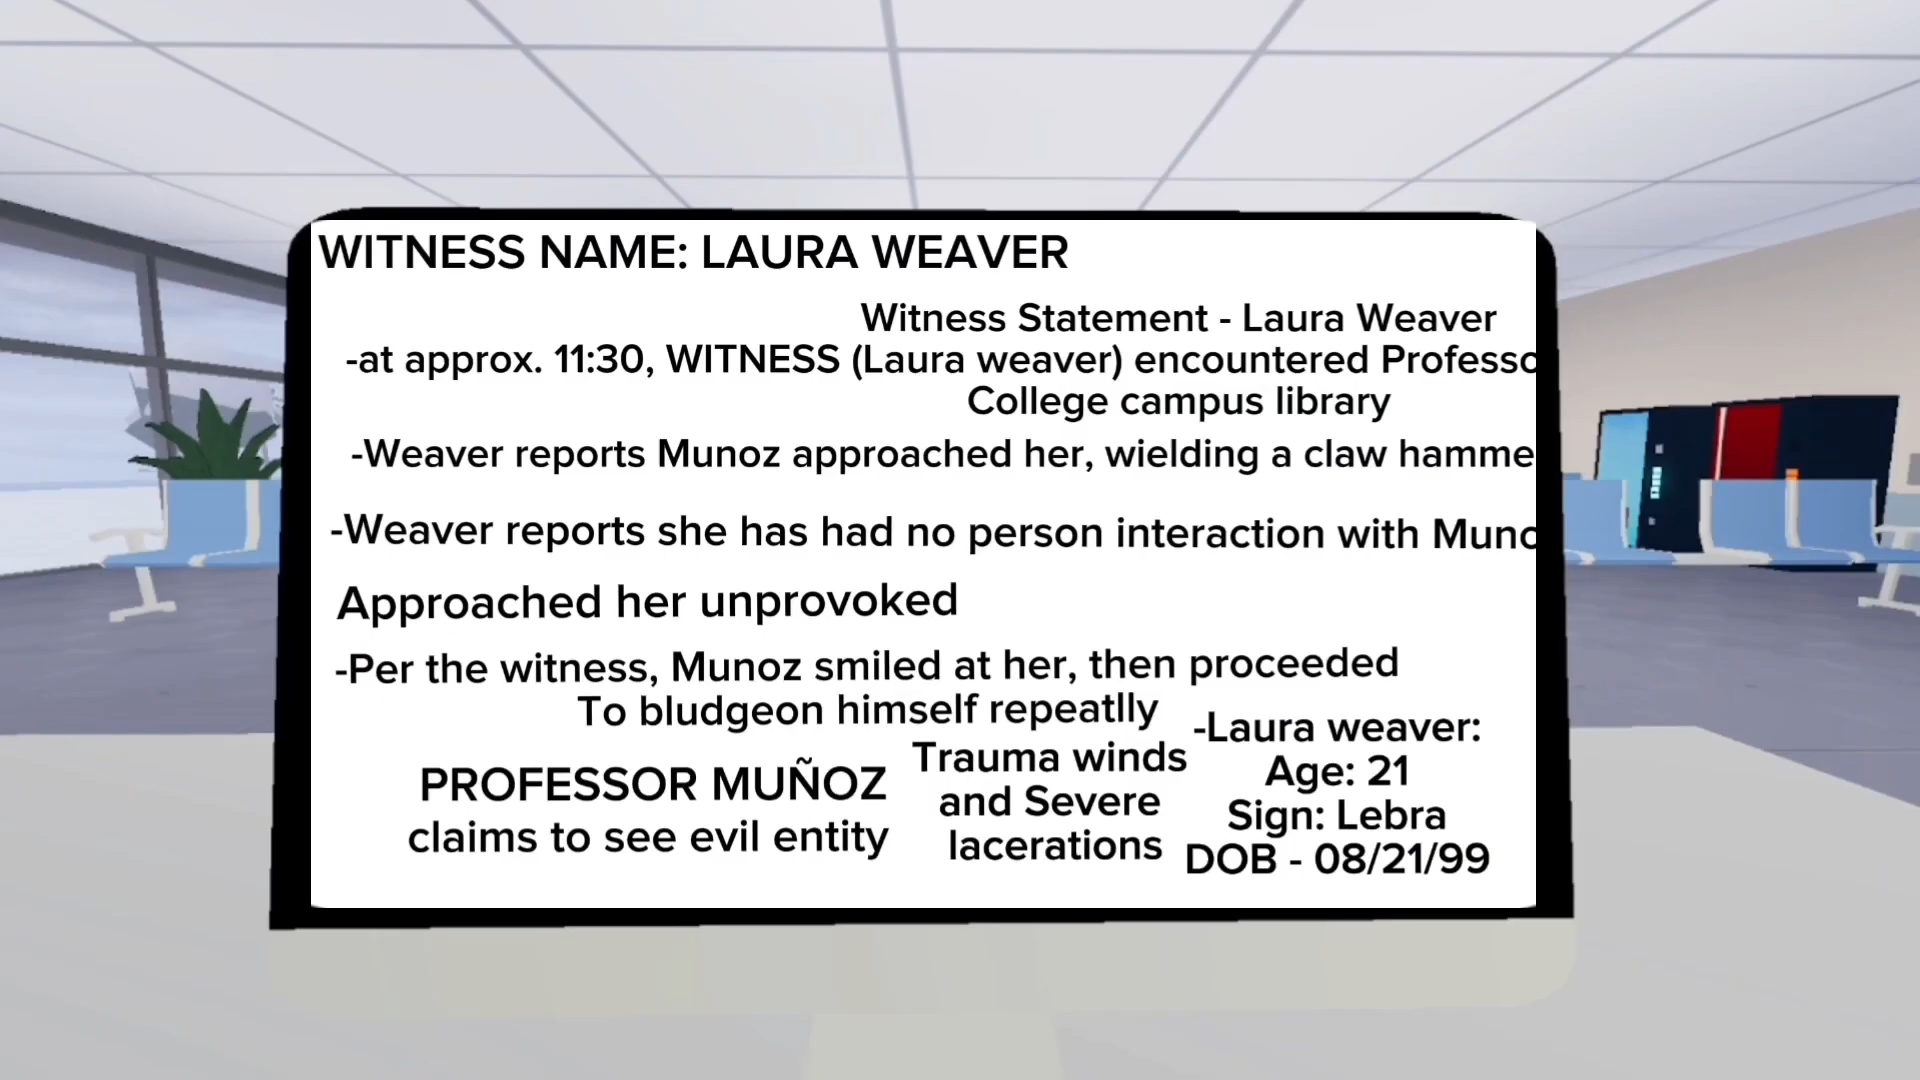 WITNESS NAME: LAURA WEAVER
Witness Statement - Laura Weaver
-at approx. 11:30, WITNESS (Laura weaver) encountered Professo
College campus library
-Weaver reports Munoz approached her, wielding a claw hamme
-Weaver reports she has had no person interaction with Muno
Approached her unprovoked
-Per the witness, Munoz smiled at her, then proceeded
To bludgeon himself repeatlly
PROFESSOR MUÑOZ
claims to see evil entity
Trauma winds
and Severe
lacerations
-Laura weaver:
Age: 21
Sign: Lebra
DOB - 08/21/99